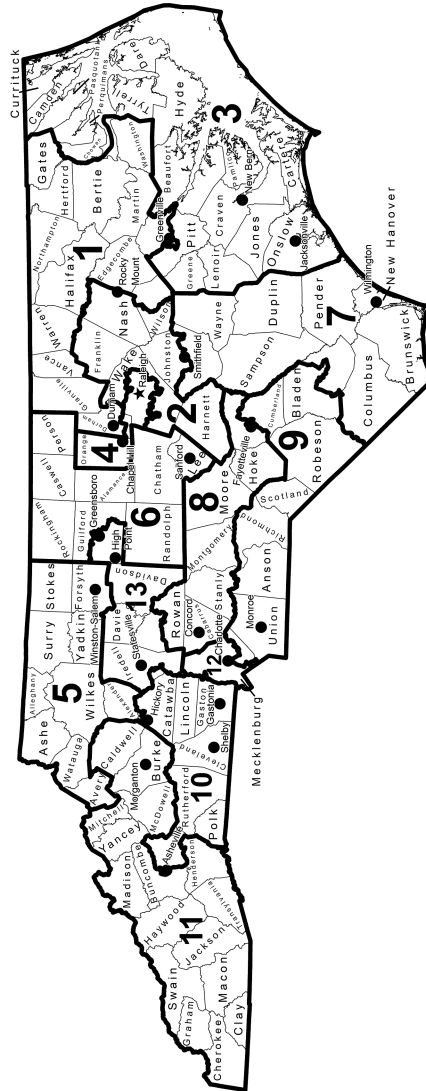 Alleghany
Ashe
Surry
Stokes
Rockingham
Caswell
Person
Granville
Vance
Warren
Northampton
Halifax
Hertford
Gates
Currituck
Camden
Pasquotank
Perquimans
Chowan
Watauga
Wilkes
5
Yadkin
Forsyth
Winston-Salem
Guilford
Greensboro
Alamance
Orange
Durham
Durham
4
Chapel Hill
Franklin
Nash
Rocky
Mount
Edgecombe
1
Bertie
Martin
Washington
Tyrrell
Dare
Mitchell
Avery
Caldwell
Alexander
Iredell
Statesville
Davie
13
Davidson
High
Point
6
Randolph
Chatham
Wake
Raleigh
Wilson
Johnston
Smithfield
Pitt
Greenville
Beaufort
Hyde
3
Madison
Yancey
Buncombe
Asheville
McDowell
Morganton
Burke
Hickory
Catawba
Lincoln
Rowan
Concord
Cabarrus
Stanly
Montgomery
Moore
8
Lee
Sanford
Harnett
2
Wayne
Greene
Lenoir
Craven
Pamlico
New Bern
Jones
Carteret
Onslow
Jacksonville
Swain
Graham
Haywood
Jackson
11
Henderson
Transylvania
Cherokee
Macon
Clay
Rutherford
Polk
10
Cleveland
Shelby
Gaston
Gastonia
12
Charlotte
Mecklenburg
Union
Monroe
Anson
Richmond
Scotland
Hoke
Fayetteville
Cumberland
Robeson
9
Bladen
Sampson
Duplin
Pender
7
Columbus
Brunswick
Wilmington
New Hanover